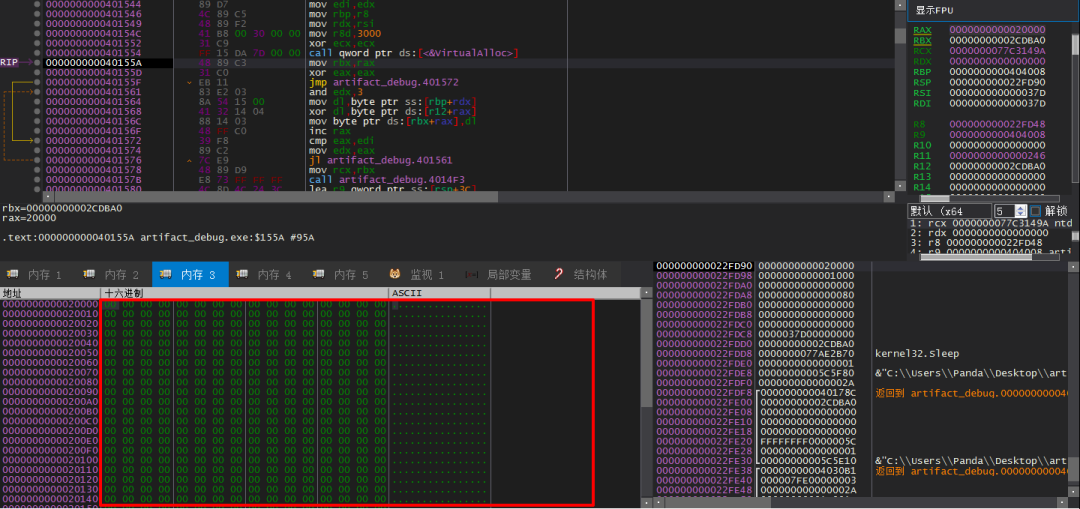 0000000000401544 89 D7 mov edi,edx
0000000000401546 4C 89 C5 mov rbp,r8
0000000000401549 48 89 F2 mov rdx,rsi
000000000040154C 41 B8 00 30 00 00 mov r8d,3000
0000000000401552 31 C9 xor ecx,ecx
0000000000401554 FF 15 DA 7D 00 00 call qword ptr ds:[<&VirtualAlloc>]
RIP 000000000040155A 48 89 C3 mov rbx,rax
000000000040155D 31 C0 xor eax,eax
000000000040155F EB 11 jmp artifact_debug.401572
0000000000401561 83 E2 03 and edx,3
0000000000401564 8A 54 15 00 mov dl,byte ptr ss:[rbp+rdx]
0000000000401568 41 32 14 04 xor dl,byte ptr ds:[r12+rax]
000000000040156C 88 14 03 mov byte ptr ds:[rbx+rax],dl
000000000040156F 48 FF C0 inc rax
0000000000401572 39 F8 cmp eax,edi
0000000000401574 89 C2 mov edx,eax
0000000000401576 7C E9 jl artifact_debug.401561
0000000000401578 48 89 D9 mov rcx,rbx
000000000040157B E8 73 FF FF FF call artifact_debug.4014F3
0000000000401580 4C 8D 4C 24 3C lea r9,qword ptr ss:[rsp+3C]
显示FPU
RAX 0000000000020000
RBX 00000000002CDBA0
RCX 0000000077C3149A
RDX 0000000000000000
RBP 0000000000404008
RSP 000000000022FD90
RSI 000000000000037D
RDI 000000000000037D
R8 000000000022FD48
R9 0000000000404008
R10 0000000000000000
R11 0000000000000246
R12 00000000002CDBA0
R13 0000000000000000
R14 0000000000000000
默认 (x64 5 解锁
1: rcx 0000000077C3149A ntd
2: rdx 0000000000000000
3: r8 000000000022FD48
4: r9 0000000000404008 artif
rbx=00000000002CDBA0
rax=20000
.text:000000000040155A artifact_debug.exe:$155A #95A
内存 1 内存 2 内存 3 内存 4 内存 5 监视 1 局部变量 结构体
地址 十六进制 ASCII
0000000000020000 00 00 00 00 00 00 00 00 00 00 00 00 00 00 00 00 ................
0000000000020010 00 00 00 00 00 00 00 00 00 00 00 00 00 00 00 00 ................
0000000000020020 00 00 00 00 00 00 00 00 00 00 00 00 00 00 00 00 ................
0000000000020030 00 00 00 00 00 00 00 00 00 00 00 00 00 00 00 00 ................
0000000000020040 00 00 00 00 00 00 00 00 00 00 00 00 00 00 00 00 ................
0000000000020050 00 00 00 00 00 00 00 00 00 00 00 00 00 00 00 00 ................
0000000000020060 00 00 00 00 00 00 00 00 00 00 00 00 00 00 00 00 ................
0000000000020070 00 00 00 00 00 00 00 00 00 00 00 00 00 00 00 00 ................
0000000000020080 00 00 00 00 00 00 00 00 00 00 00 00 00 00 00 00 ................
0000000000020090 00 00 00 00 00 00 00 00 00 00 00 00 00 00 00 00 ................
00000000000200A0 00 00 00 00 00 00 00 00 00 00 00 00 00 00 00 00 ................
00000000000200B0 00 00 00 00 00 00 00 00 00 00 00 00 00 00 00 00 ................
00000000000200C0 00 00 00 00 00 00 00 00 00 00 00 00 00 00 00 00 ................
00000000000200D0 00 00 00 00 00 00 00 00 00 00 00 00 00 00 00 00 ................
00000000000200E0 00 00 00 00 00 00 00 00 00 00 00 00 00 00 00 00 ................
00000000000200F0 00 00 00 00 00 00 00 00 00 00 00 00 00 00 00 00 ................
0000000000020100 00 00 00 00 00 00 00 00 00 00 00 00 00 00 00 00 ................
0000000000020110 00 00 00 00 00 00 00 00 00 00 00 00 00 00 00 00 ................
0000000000020120 00 00 00 00 00 00 00 00 00 00 00 00 00 00 00 00 ................
0000000000020130 00 00 00 00 00 00 00 00 00 00 00 00 00 00 00 00 ................
0000000000020140 00 00 00 00 00 00 00 00 00 00 00 00 00 00 00 00 ................
000000000022FD90 0000000000020000
000000000022FD98 0000000000001000
000000000022FDA0 0000000000000000
000000000022FDA8 0000000000000080
000000000022FDB0 0000000000000000
000000000022FDB8 0000000000000000
000000000022FDC0 0000000000000000
000000000022FDC8 0000037D00000000
000000000022FDD0 00000000002CDBA0
000000000022FDD8 0000000077AE2B70 kernel32.Sleep
000000000022FDE0 0000000000000001
000000000022FDE8 00000000005C5F80 &"C:\\Users\\Panda\\Desktop\\art
000000000022FDF0 000000000000002A
000000000022FDF8 000000000040178C 返回到 artifact_debug.000000000040
000000000022FE00 00000000002CDBA0
000000000022FE08 0000000000000000
000000000022FE10 0000000000000000
000000000022FE18 0000000000000000
000000000022FE20 FFFFFFFF0000005C
000000000022FE28 0000000000000001
000000000022FE30 00000000005C5E10 &"C:\\Users\\Panda\\Desktop\\art
000000000022FE38 00000000004030B1 返回到 artifact_debug.000000000040
000000000022FE40 000007FE00000003
000000000022FE48 000000000000002A